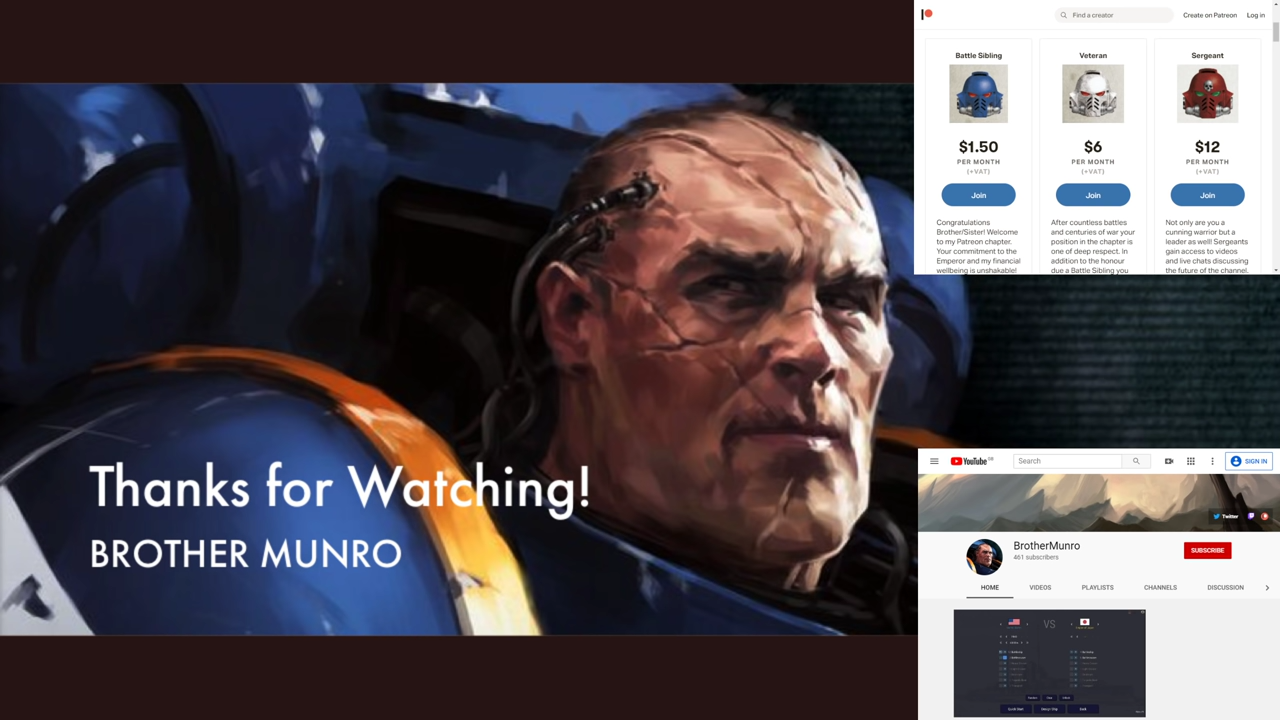 Thanks for Watching!
BROTHER MUNRO
Find a creator
Create on Patreon
Log in
Battle Sibling
$1.50
PER MONTH
(+VAT)
Join
Congratulations
Brother/Sister! Welcome
to my Patreon chapter.
Your commitment to the
Emperor and my financial
wellbeing is unshakable!
Veteran
$6
PER MONTH
(+VAT)
Join
After countless battles
and centuries of war your
position in the chapter is
one of deep respect. In
addition to the honour
due a Battle Sibling you
Sergeant
$12
PER MONTH
(+VAT)
Join
Not only are you a
cunning warrior but a
leader as well! Sergeants
gain access to videos
and live chats discussing
the future of the channel.
YouTube GB
Search
SIGN IN
Twitter
BrotherMunro
461 subscribers
SUBSCRIBE
HOME
VIDEOS
PLAYLISTS
CHANNELS
DISCUSSION
VS